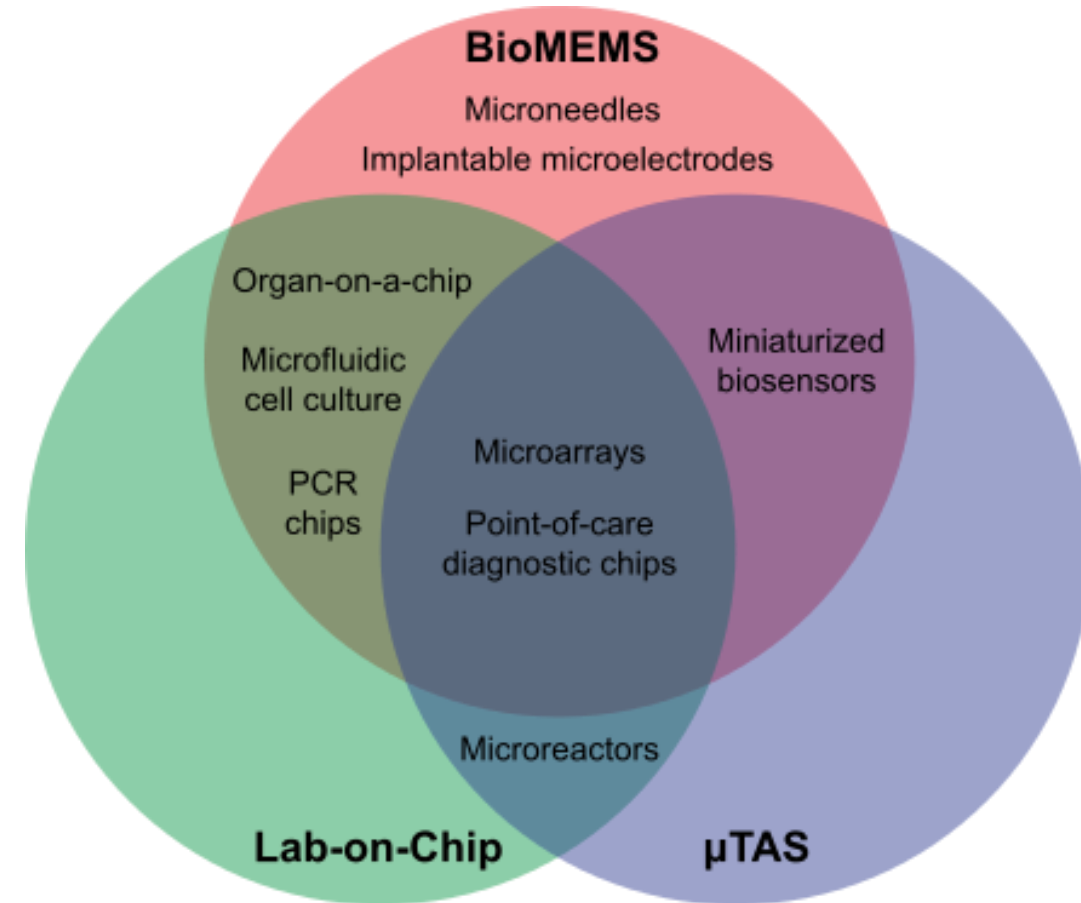 BioMEMS
Microneedles
Implantable microelectrodes
Organ-on-a-chip
Microfluidic
cell culture
PCR
chips
Miniaturized
biosensors
Microarrays
Point-of-care
diagnostic chips
Microreactors
Lab-on-Chip
μTAS